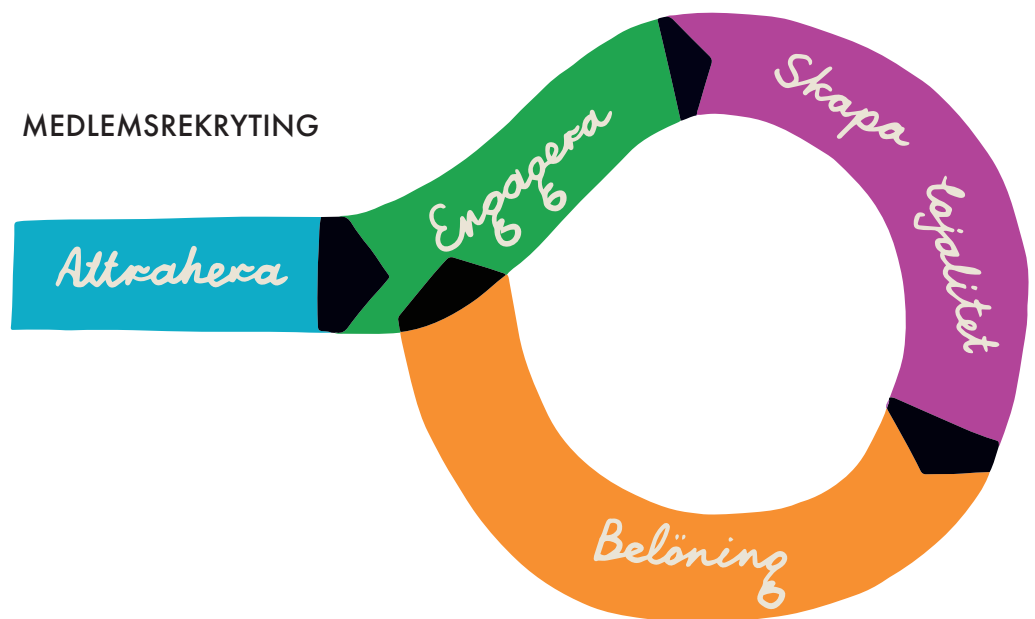 MEDLEMSREKRYTING
Attrahera
Engagera
Skapa lojalitet
Belöning